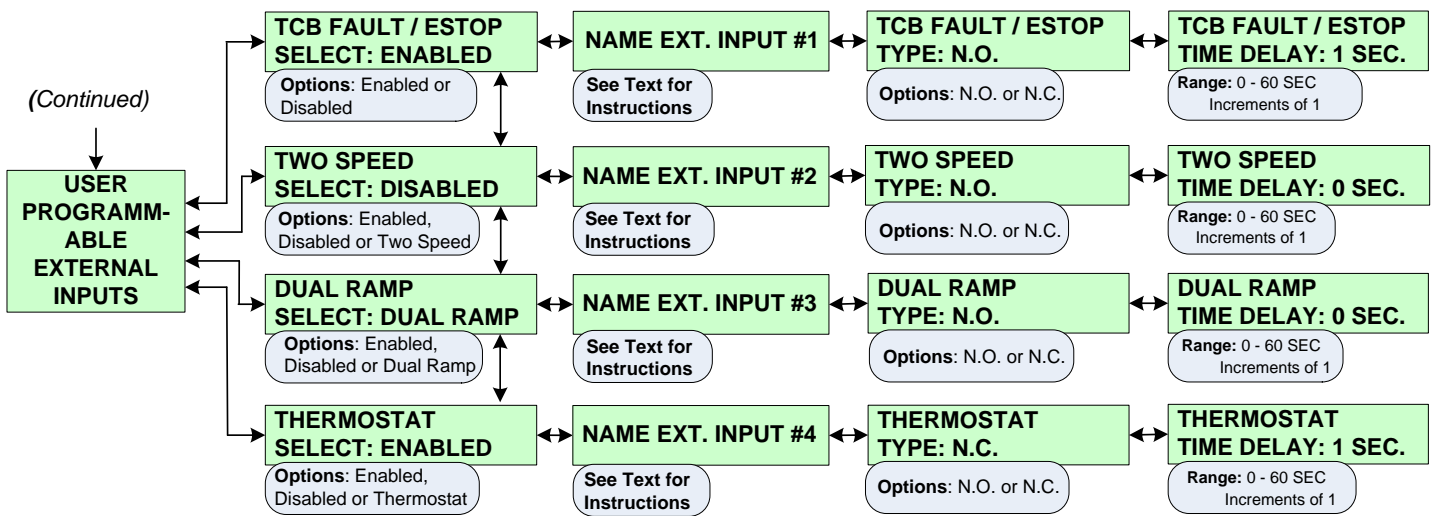 (Continued)
USER
PROGRAMM-
ABLE
EXTERNAL
INPUTS
TCB FAULT / ESTOP
SELECT: ENABLED
Options: Enabled or
Disabled
NAME EXT. INPUT #1
See Text for
Instructions
TCB FAULT / ESTOP
TYPE: N.O.
Options: N.O. or N.C.
TCB FAULT / ESTOP
TIME DELAY: 1 SEC.
Range: 0 - 60 SEC
Increments of 1
TWO SPEED
SELECT: DISABLED
Options: Enabled,
Disabled or Two Speed
NAME EXT. INPUT #2
See Text for
Instructions
TWO SPEED
TYPE: N.O.
Options: N.O. or N.C.
TWO SPEED
TIME DELAY: 0 SEC.
Range: 0 - 60 SEC
Increments of 1
DUAL RAMP
SELECT: DUAL RAMP
Options: Enabled,
Disabled or Dual Ramp
NAME EXT. INPUT #3
See Text for
Instructions
DUAL RAMP
TYPE: N.O.
Options: N.O. or N.C.
DUAL RAMP
TIME DELAY: 0 SEC.
Range: 0 - 60 SEC
Increments of 1
THERMOSTAT
SELECT: ENABLED
Options: Enabled,
Disabled or Thermostat
NAME EXT. INPUT #4
See Text for
Instructions
THERMOSTAT
TYPE: N.C.
Options: N.O. or N.C.
THERMOSTAT
TIME DELAY: 1 SEC.
Range: 0 - 60 SEC
Increments of 1